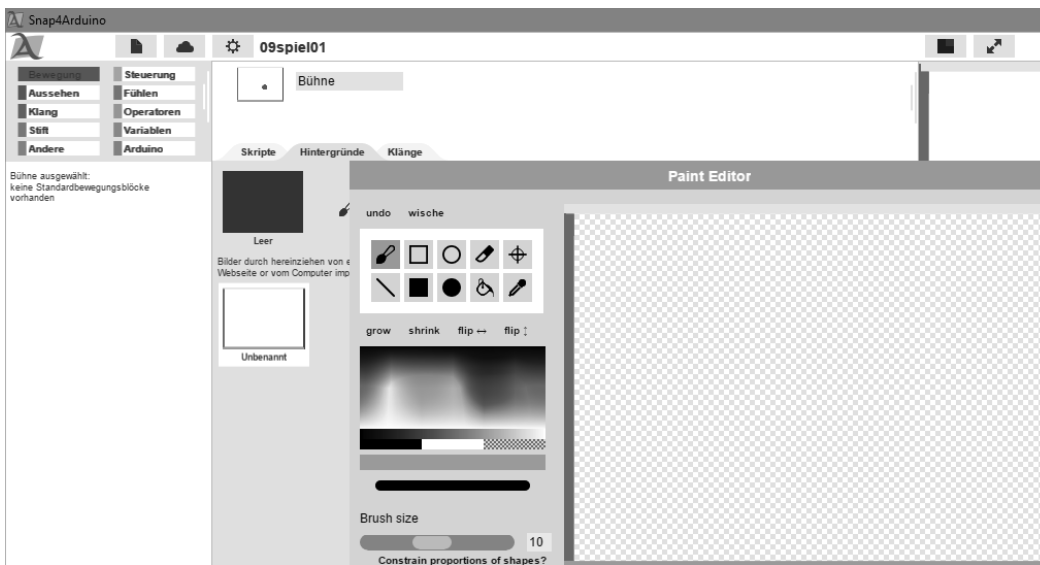 Snap4Arduino
09spiel01
Bewegung
Steuerung
Aussehen
Fühlen
Klang
Operatoren
Stift
Variablen
Andere
Arduino
Bühne ausgewählt:
keine Standardbewegungsblöcke
vorhanden
Bühne
Skripte
Hintergründe
Klänge
Leer
Bilder durch hereinziehen von e
Webseite or vom Computer imp
Unbenannt
Paint Editor
undo
wische
grow
shrink
flip ↔
flip ↕
Brush size
10
Constrain proportions of shapes?